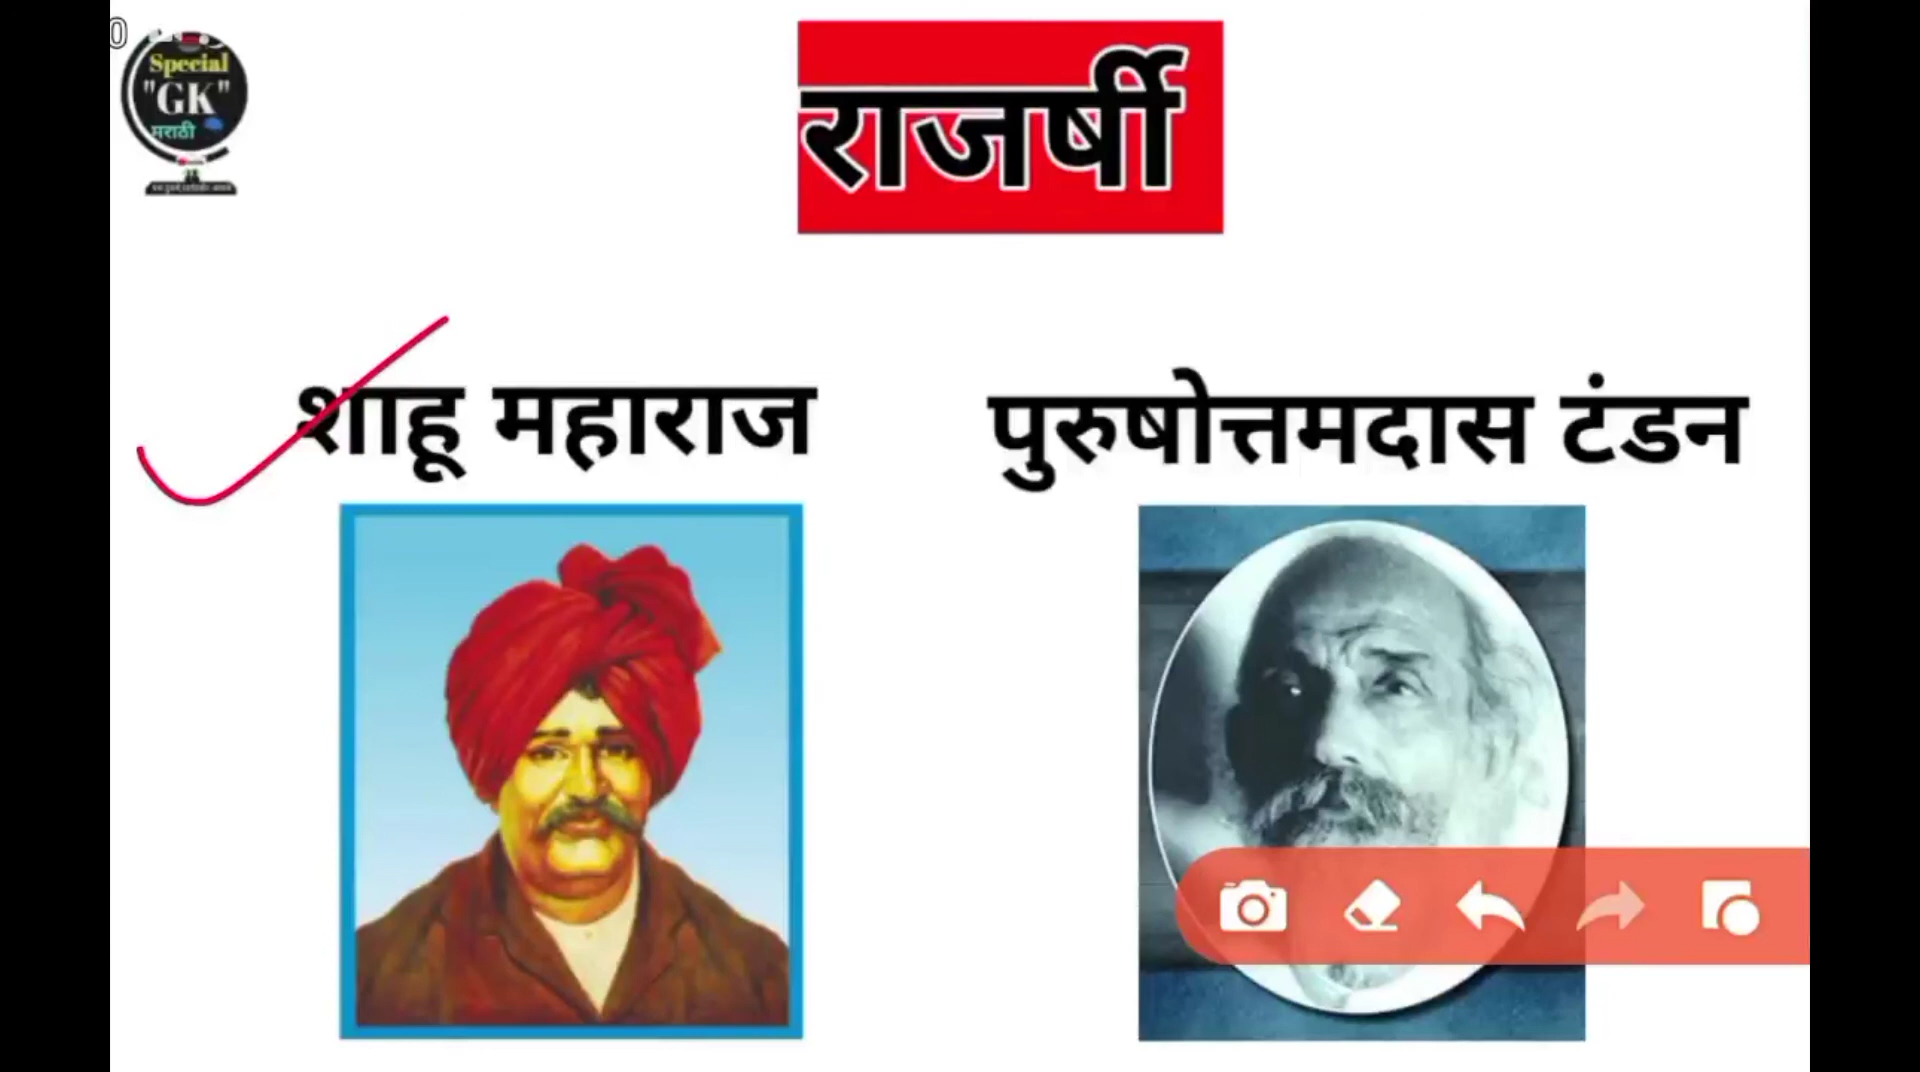 Special
"GK"
मराठी
राजर्षी
शाहू महाराज
पुरुषोत्तमदास टंडन